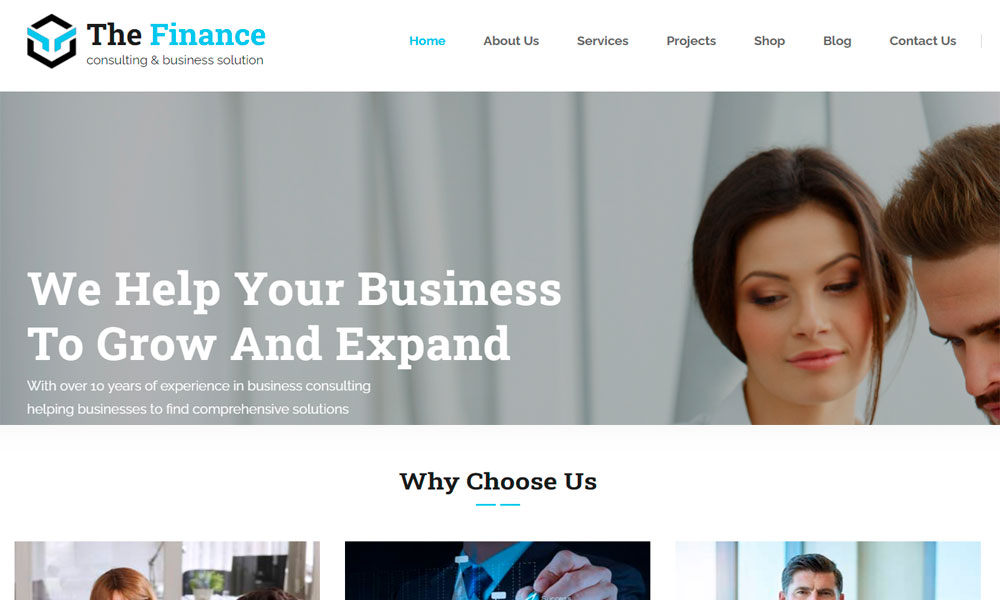 The Finance
consulting & business solution
Home About Us Services Projects Shop Blog Contact Us
We Help Your Business
To Grow And Expand
With over 10 years of experience in business consulting
helping businesses to find comprehensive solutions
Why Choose Us